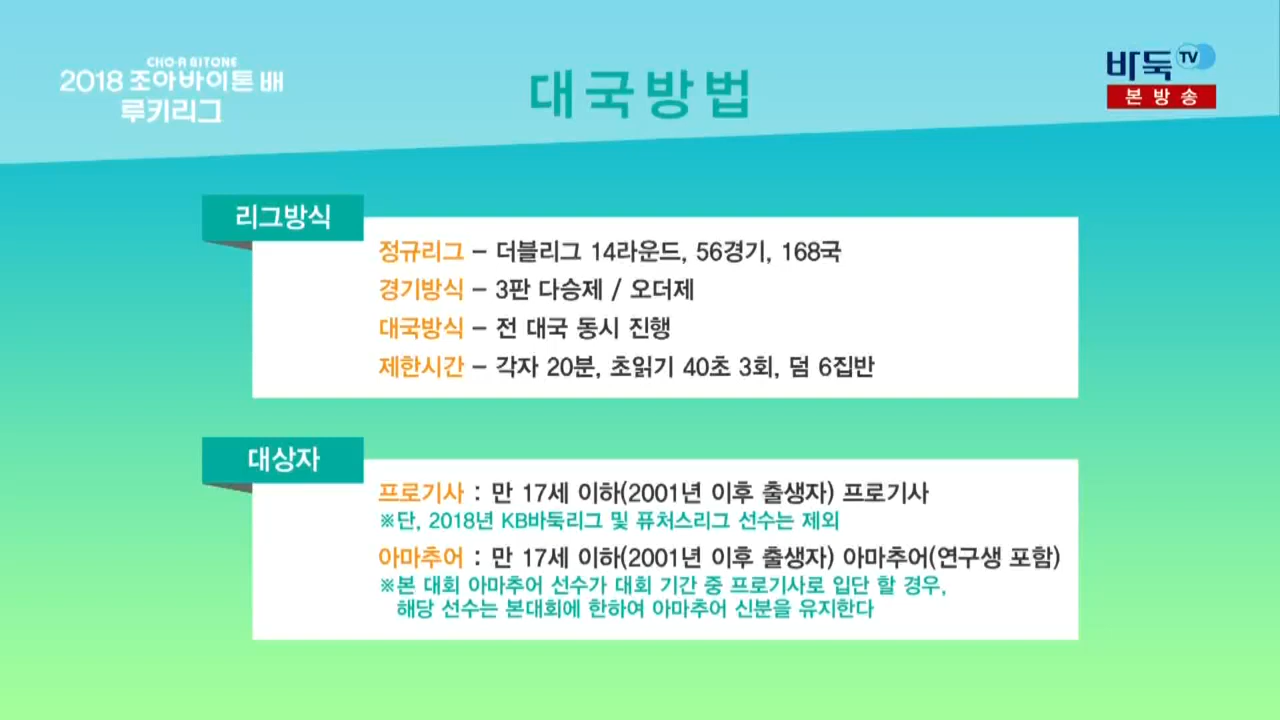 CHO-A BITONE
2018 조아바이톤 배
루키리그
대국방법
바둑TV
본방송
리그방식
정규리그 – 더블리그 14라운드, 56경기, 168국
경기방식 – 3판 다승제 / 오더제
대국방식 – 전 대국 동시 진행
제한시간 – 각자 20분, 초읽기 40초 3회, 덤 6집반
대상자
프로기사 : 만 17세 이하(2001년 이후 출생자) 프로기사
※단, 2018년 KB바둑리그 및 퓨처스리그 선수는 제외
아마추어 : 만 17세 이하(2001년 이후 출생자) 아마추어(연구생 포함)
※본 대회 아마추어 선수가 대회 기간 중 프로기사로 입단 할 경우,
해당 선수는 본대회에 한하여 아마추어 신분을 유지한다